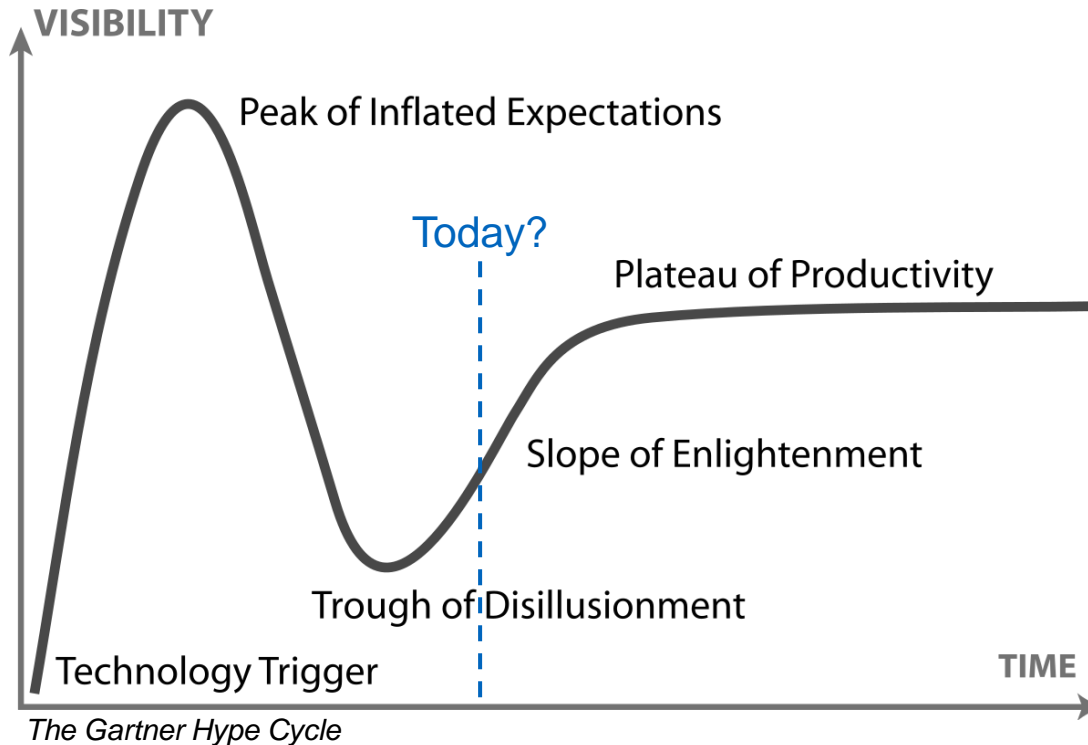 VISIBILITY
Peak of Inflated Expectations
Today?
Plateau of Productivity
Slope of Enlightenment
Trough of Disillusionment
Technology Trigger
TIME
The Gartner Hype Cycle